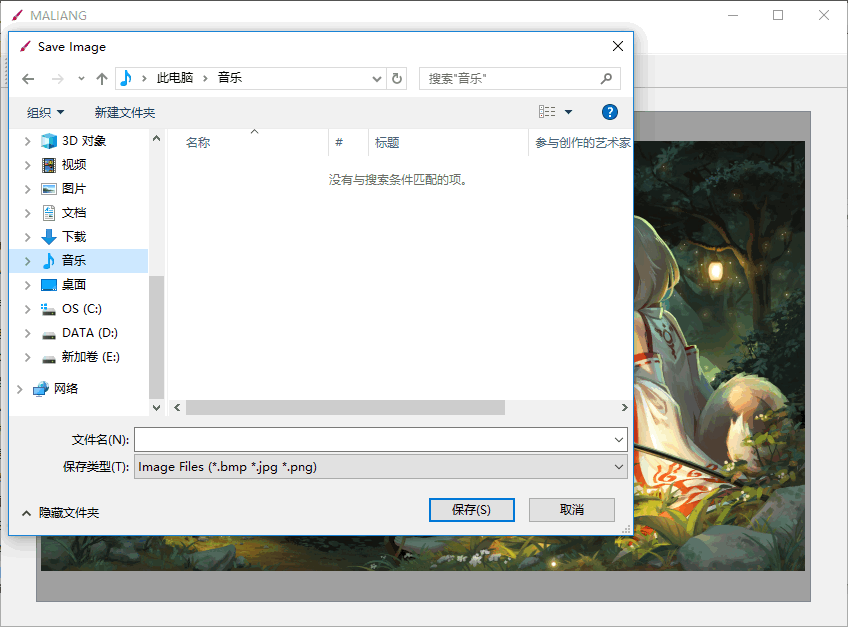 MALIANG
Save Image
此电脑 音乐
搜索"音乐"
组织 新建文件夹
名称 # 标题 参与创作的艺术家
没有与搜索条件匹配的项。
3D 对象
视频
图片
文档
下载
音乐
桌面
OS (C:)
DATA (D:)
新加卷 (E:)
网络
文件名(N):
保存类型(T): Image Files (*.bmp *.jpg *.png)
隐藏文件夹
保存(S) 取消